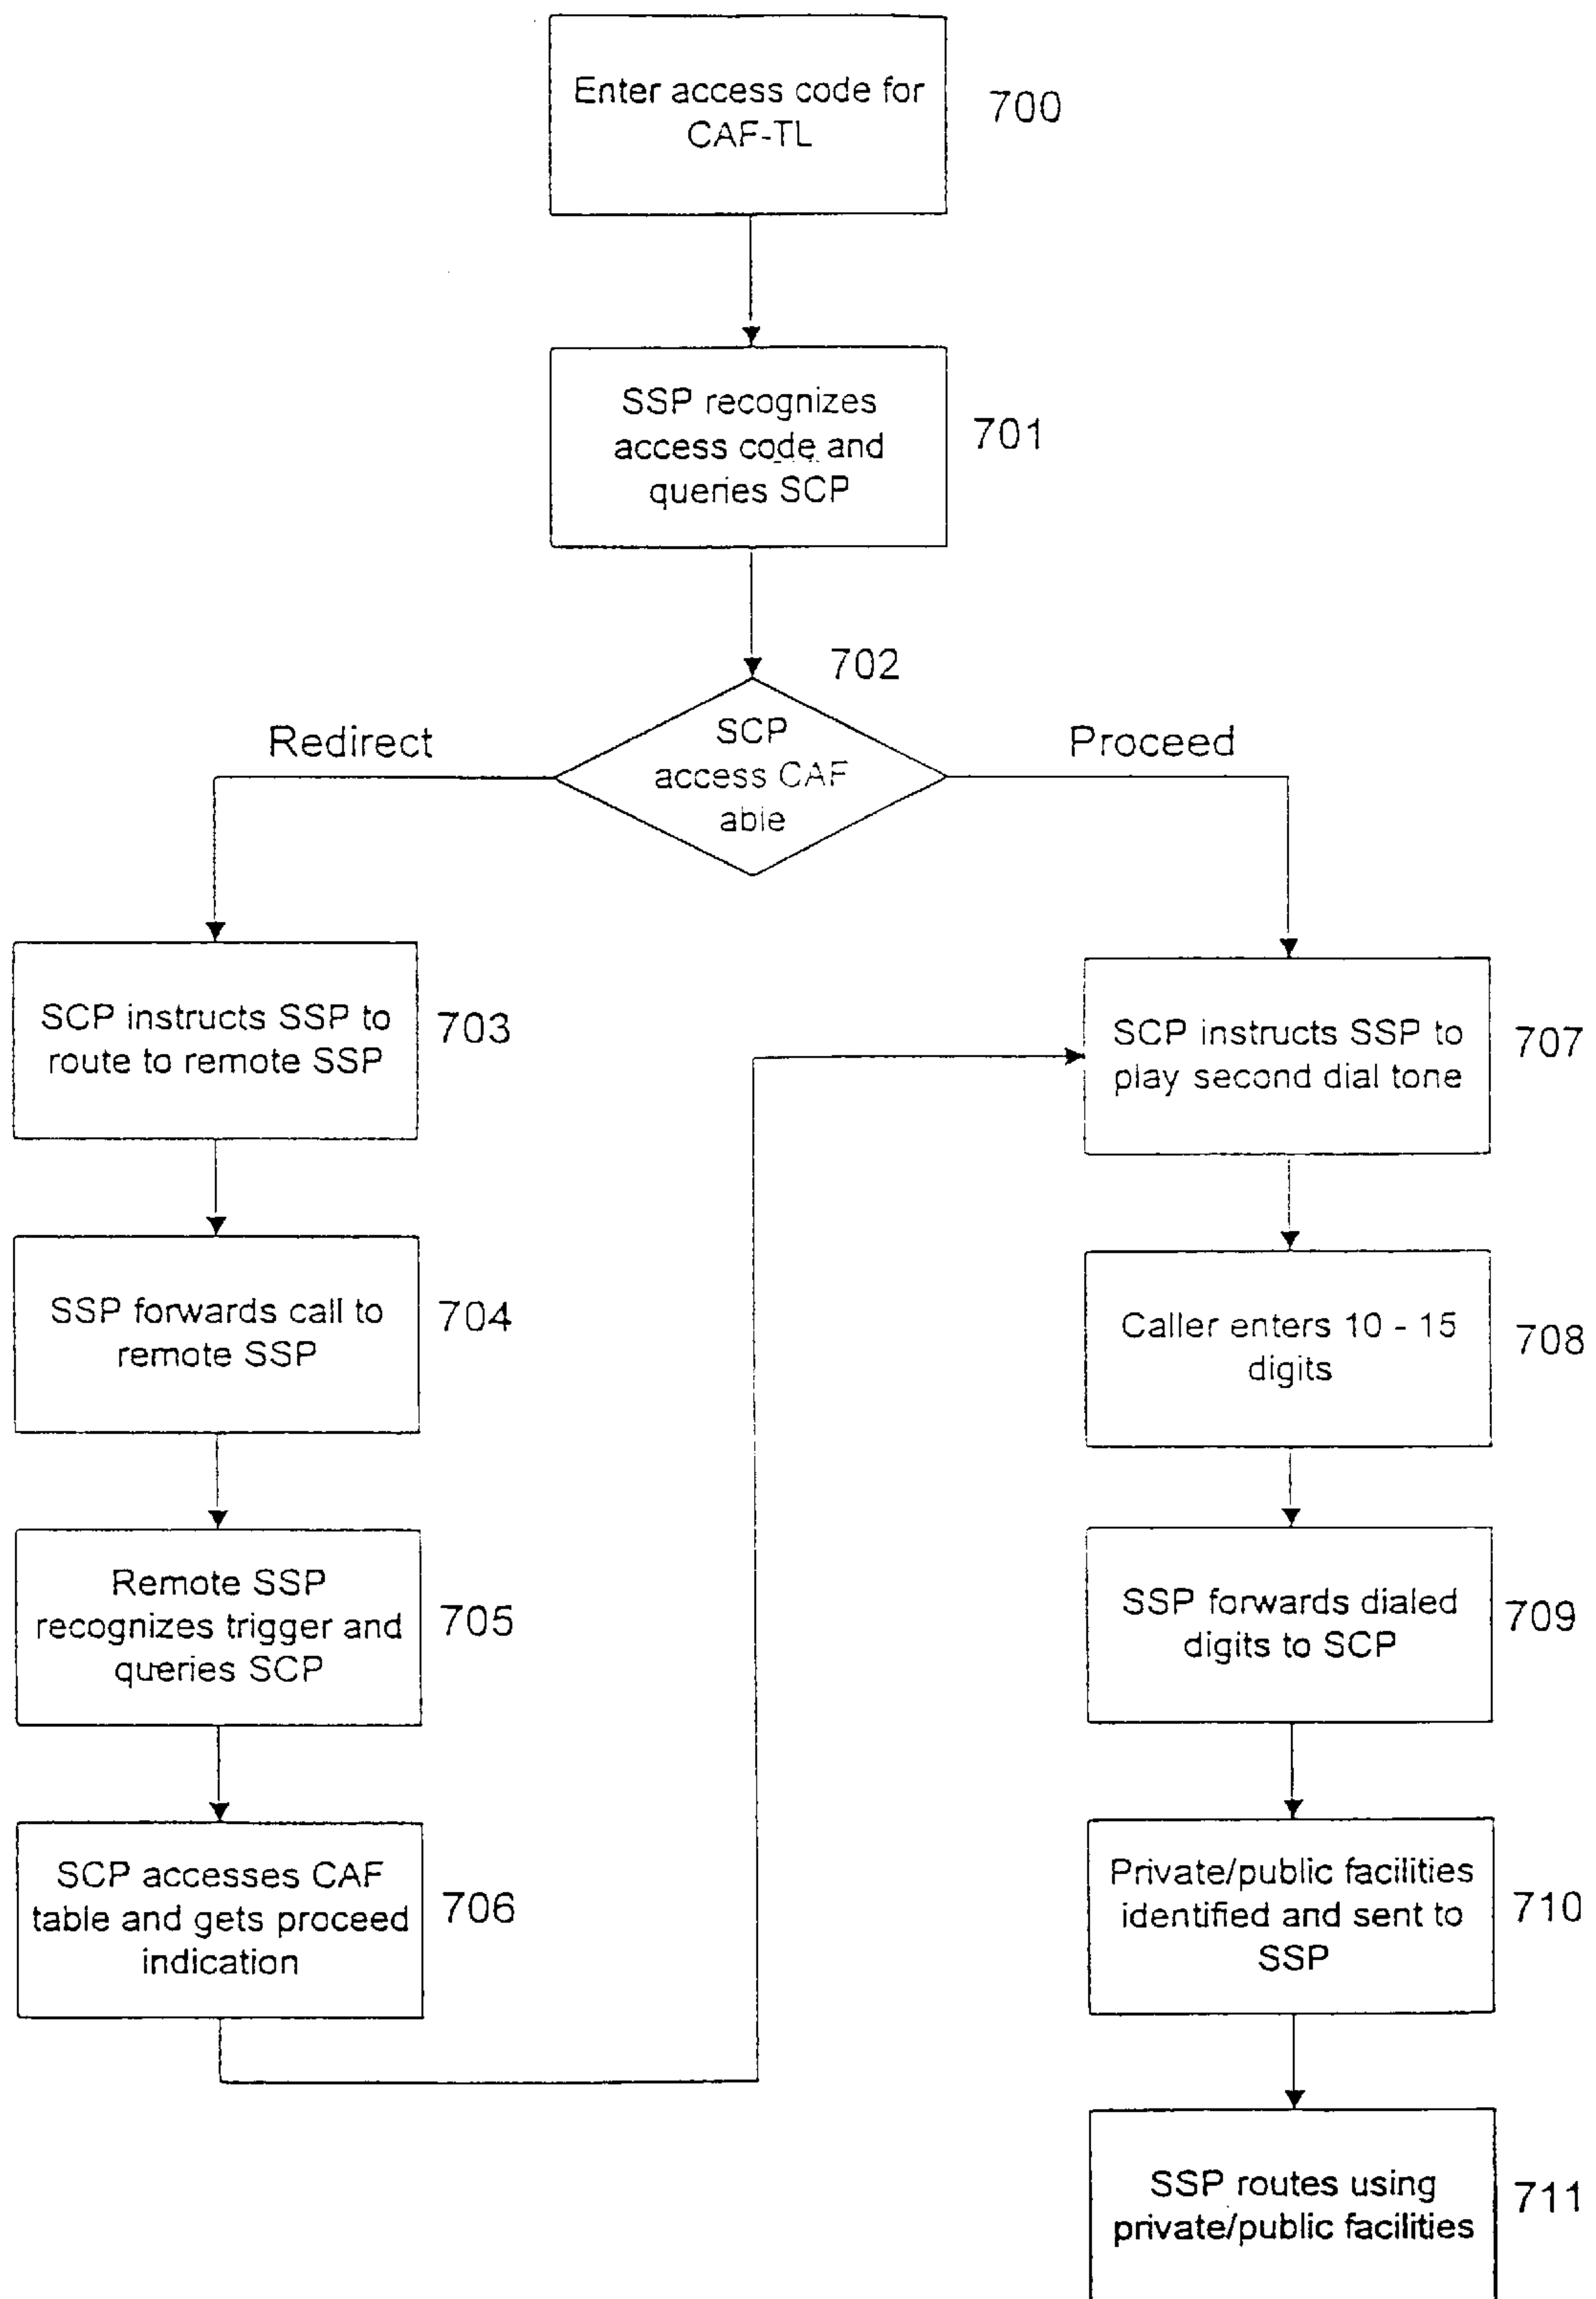 Enter access code for
CAF-TL
700
SSP recognizes
access code and
queries SCP
701
702
Redirect
SCP
access CAF
able
Proceed
SCP instructs SSP to
route to remote SSP
703
SSP forwards call to
remote SSP
704
Remote SSP
recognizes trigger and
queries SCP
705
SCP accesses CAF
table and gets proceed
indication
706
SCP instructs SSP to
play second dial tone
707
Caller enters 10 - 15
digits
708
SSP forwards dialed
digits to SCP
709
Private/public facilities
identified and sent to
SSP
710
SSP routes using
private/public facilities
711